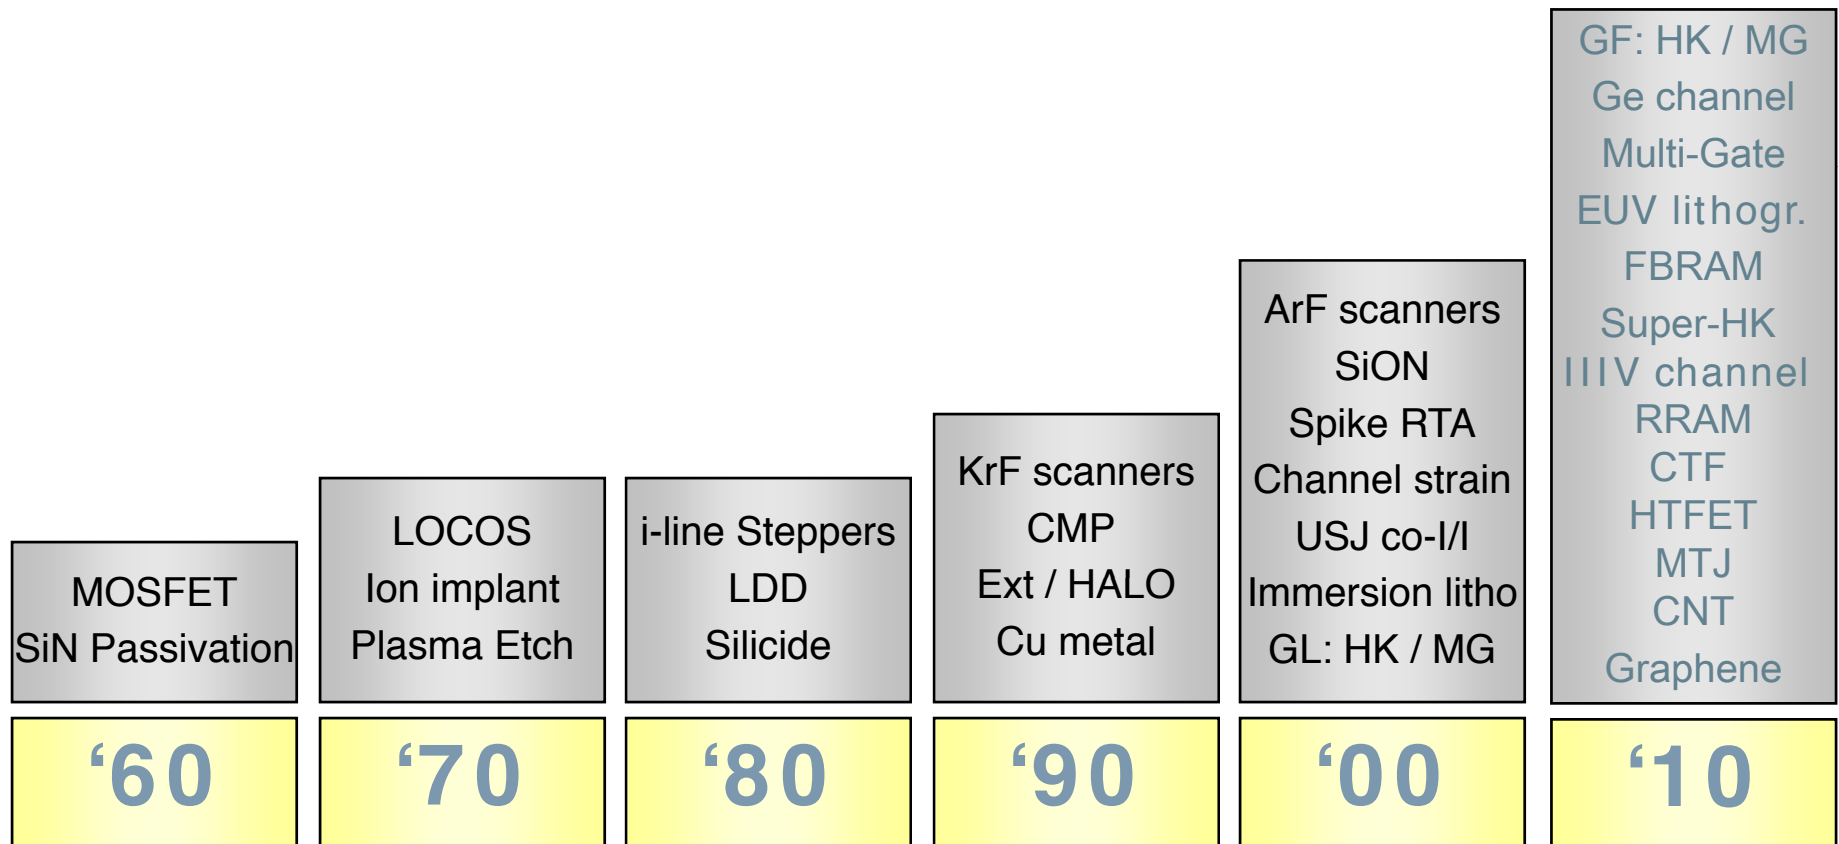 MOSFET
SiN Passivation
‘60
LOCOS
Ion implant
Plasma Etch
‘70
i-line Steppers
LDD
Silicide
‘80
KrF scanners
CMP
Ext / HALO
Cu metal
‘90
ArF scanners
SiON
Spike RTA
Channel strain
USJ co-I/I
Immersion litho
GL: HK / MG
‘00
GF: HK / MG
Ge channel
Multi-Gate
EUV lithogr.
FBRAM
Super-HK
IIIV channel
RRAM
CTF
HTFET
MTJ
CNT
Graphene
‘10